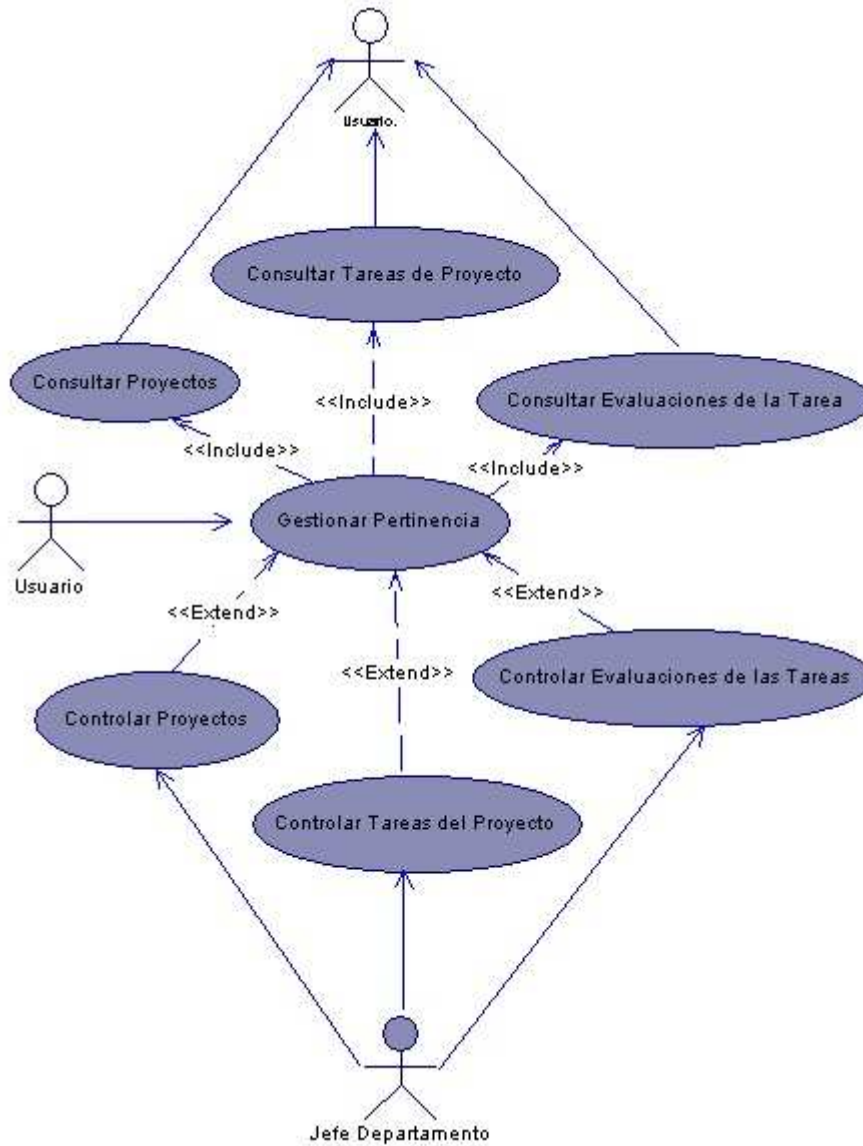 Usuario.
Consultar Tareas de Proyecto
Consultar Proyectos
Consultar Evaluaciones de la Tarea
<<Include>>
<<Include>>
<<Include>>
Gestionar Pertinencia
Usuario
<<Extend>>
<<Extend>>
<<Extend>>
Controlar Evaluaciones de las Tareas
Controlar Proyectos
Controlar Tareas del Proyecto
Jefe Departamento